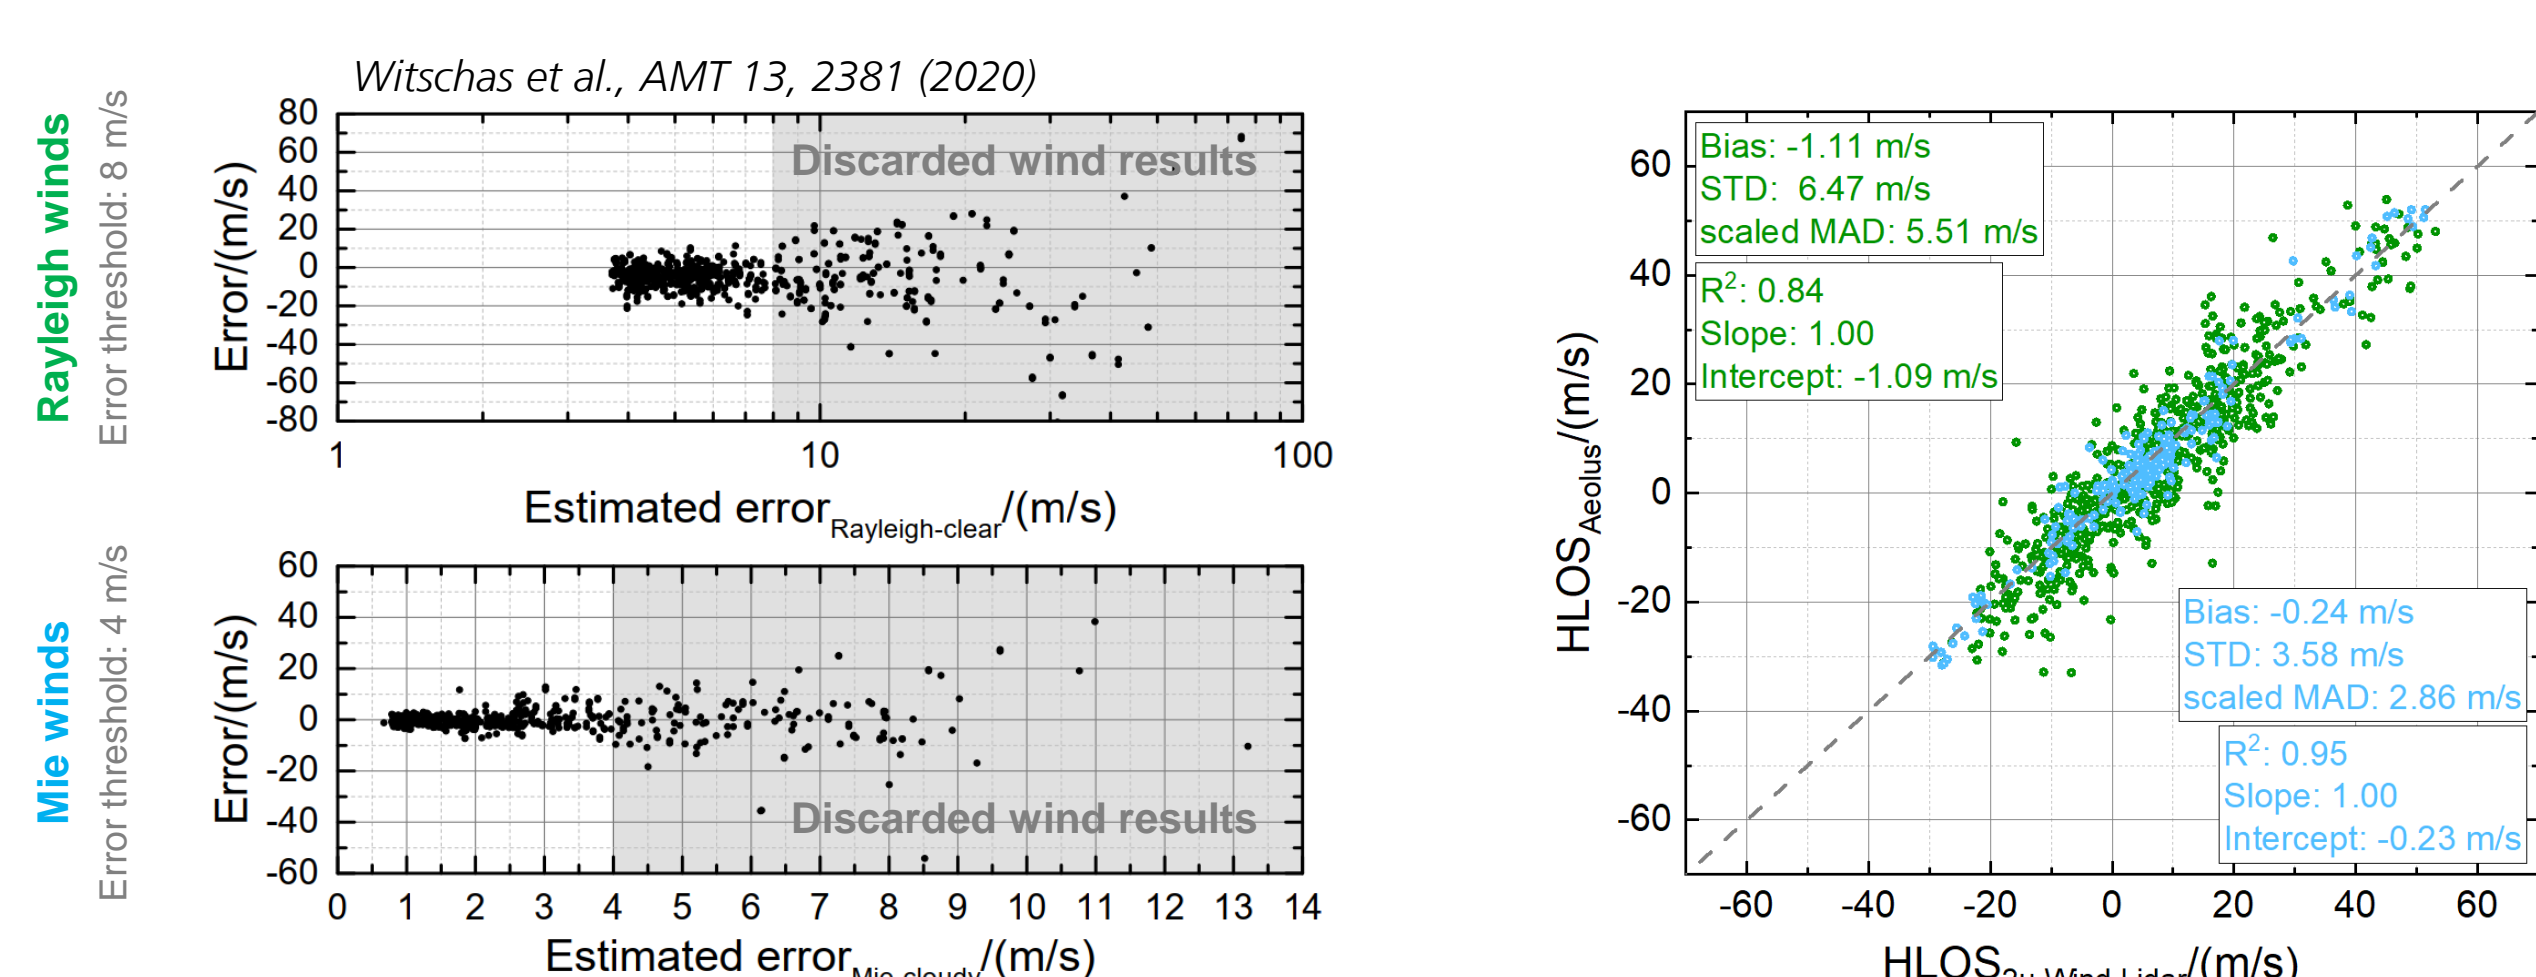 Witschas et al., AMT 13, 2381 (2020)
Rayleigh winds
Error threshold: 8 m/s
Error/(m/s)
80
60
40
20
0
-20
-40
-60
-80
Discarded wind results
1 10 100
Estimated error Rayleigh-clear/(m/s)
Mie winds
Error threshold: 4 m/s
Error/(m/s)
60
40
20
0
-20
-40
-60
Discarded wind results
0 1 2 3 4 5 6 7 8 9 10 11 12 13 14
Estimated error Mie-cloudy/(m/s)
HLOS Aeolus/(m/s)
60
40
20
0
-20
-40
-60
Bias: -1.11 m/s
STD: 6.47 m/s
scaled MAD: 5.51 m/s
R²: 0.84
Slope: 1.00
Intercept: -1.09 m/s
Bias: -0.24 m/s
STD: 3.58 m/s
scaled MAD: 2.86 m/s
R²: 0.95
Slope: 1.00
Intercept: -0.23 m/s
-60 -40 -20 0 20 40 60
HLOS 2µ Wind Lidar/(m/s)